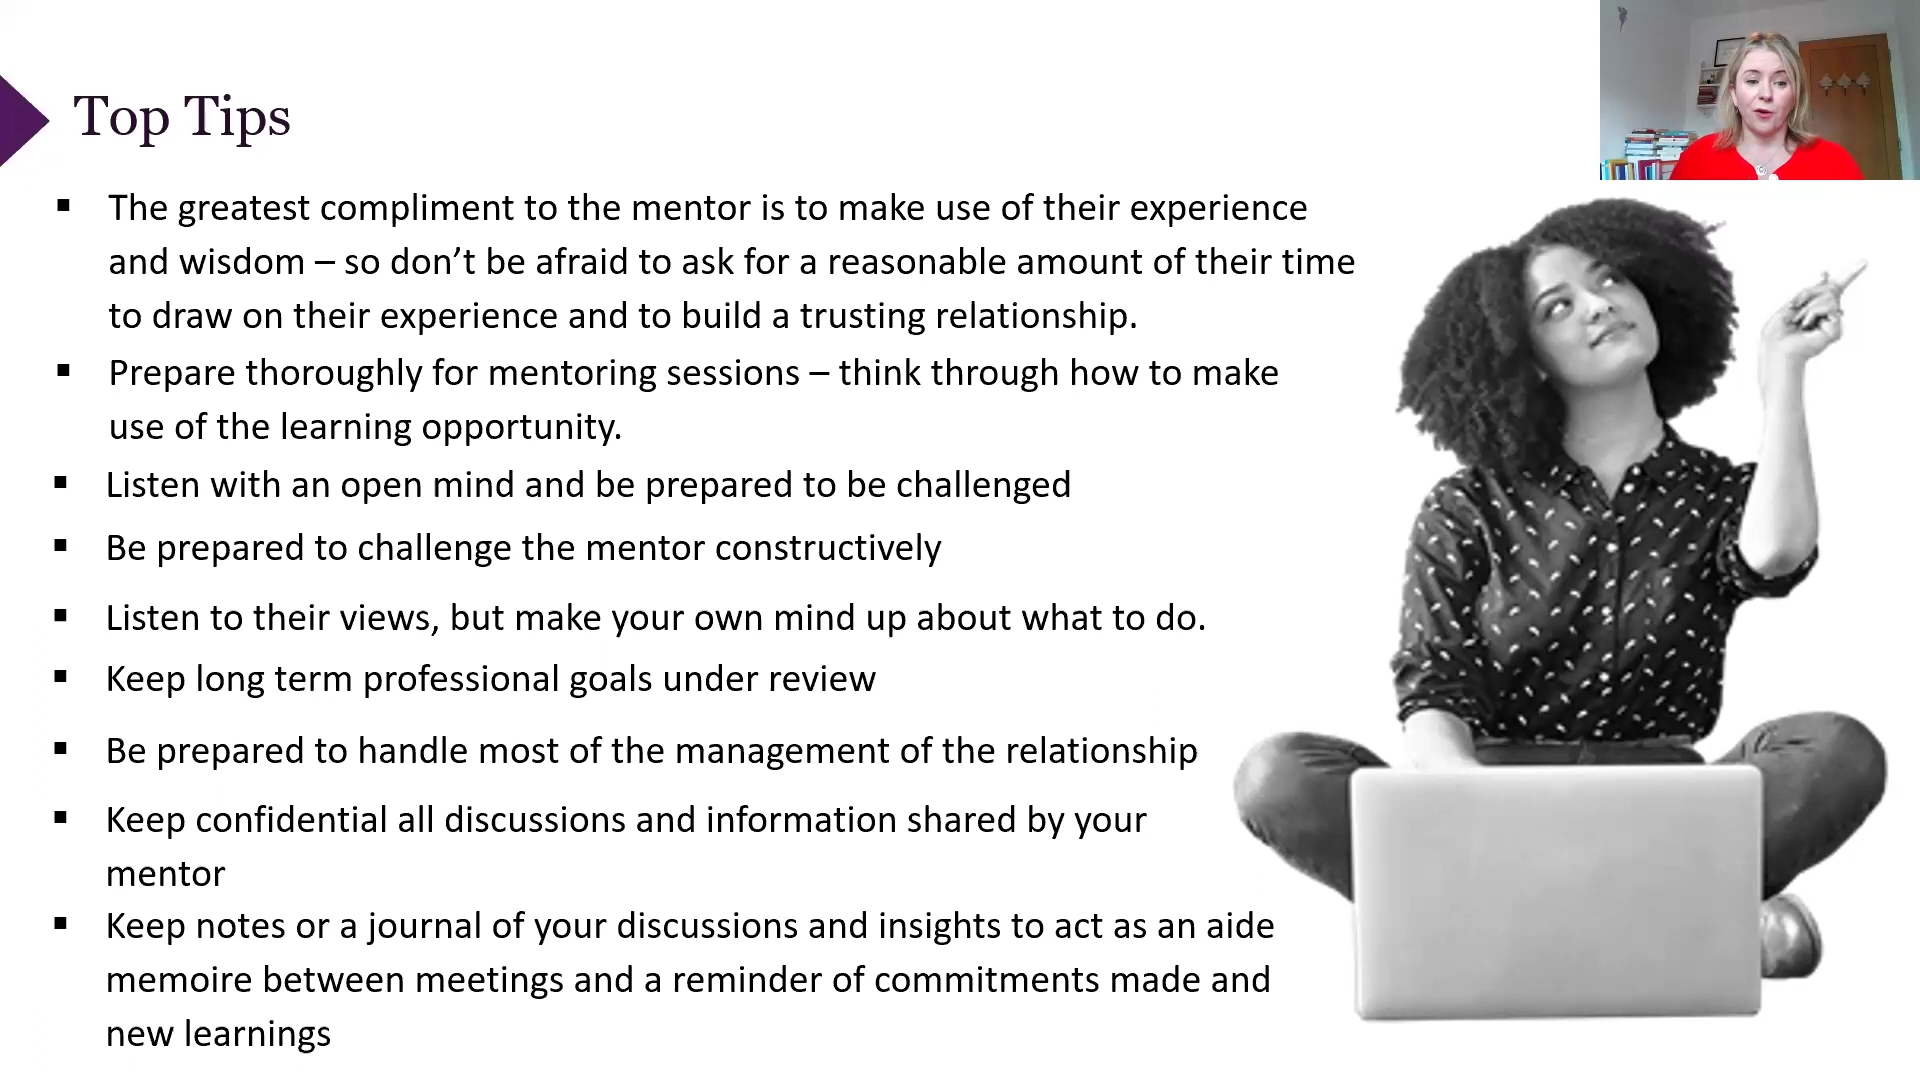 Top Tips
▪ The greatest compliment to the mentor is to make use of their experience
and wisdom – so don’t be afraid to ask for a reasonable amount of their time
to draw on their experience and to build a trusting relationship.
▪ Prepare thoroughly for mentoring sessions – think through how to make
use of the learning opportunity.
▪ Listen with an open mind and be prepared to be challenged
▪ Be prepared to challenge the mentor constructively
▪ Listen to their views, but make your own mind up about what to do.
▪ Keep long term professional goals under review
▪ Be prepared to handle most of the management of the relationship
▪ Keep confidential all discussions and information shared by your
mentor
▪ Keep notes or a journal of your discussions and insights to act as an aide
memoire between meetings and a reminder of commitments made and
new learnings